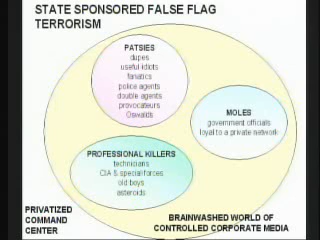 STATE SPONSORED FALSE FLAG
TERRORISM
PATSIES
dupes
useful idiots
fanatics
police agents
double agents
provocateurs
Oswalds
MOLES
government officials
loyal to a private network
PROFESSIONAL KILLERS
technicians
CIA & special forces
old boys
asteroids
PRIVATIZED
COMMAND
CENTER
BRAINWASHED WORLD OF
CONTROLLED CORPORATE MEDIA